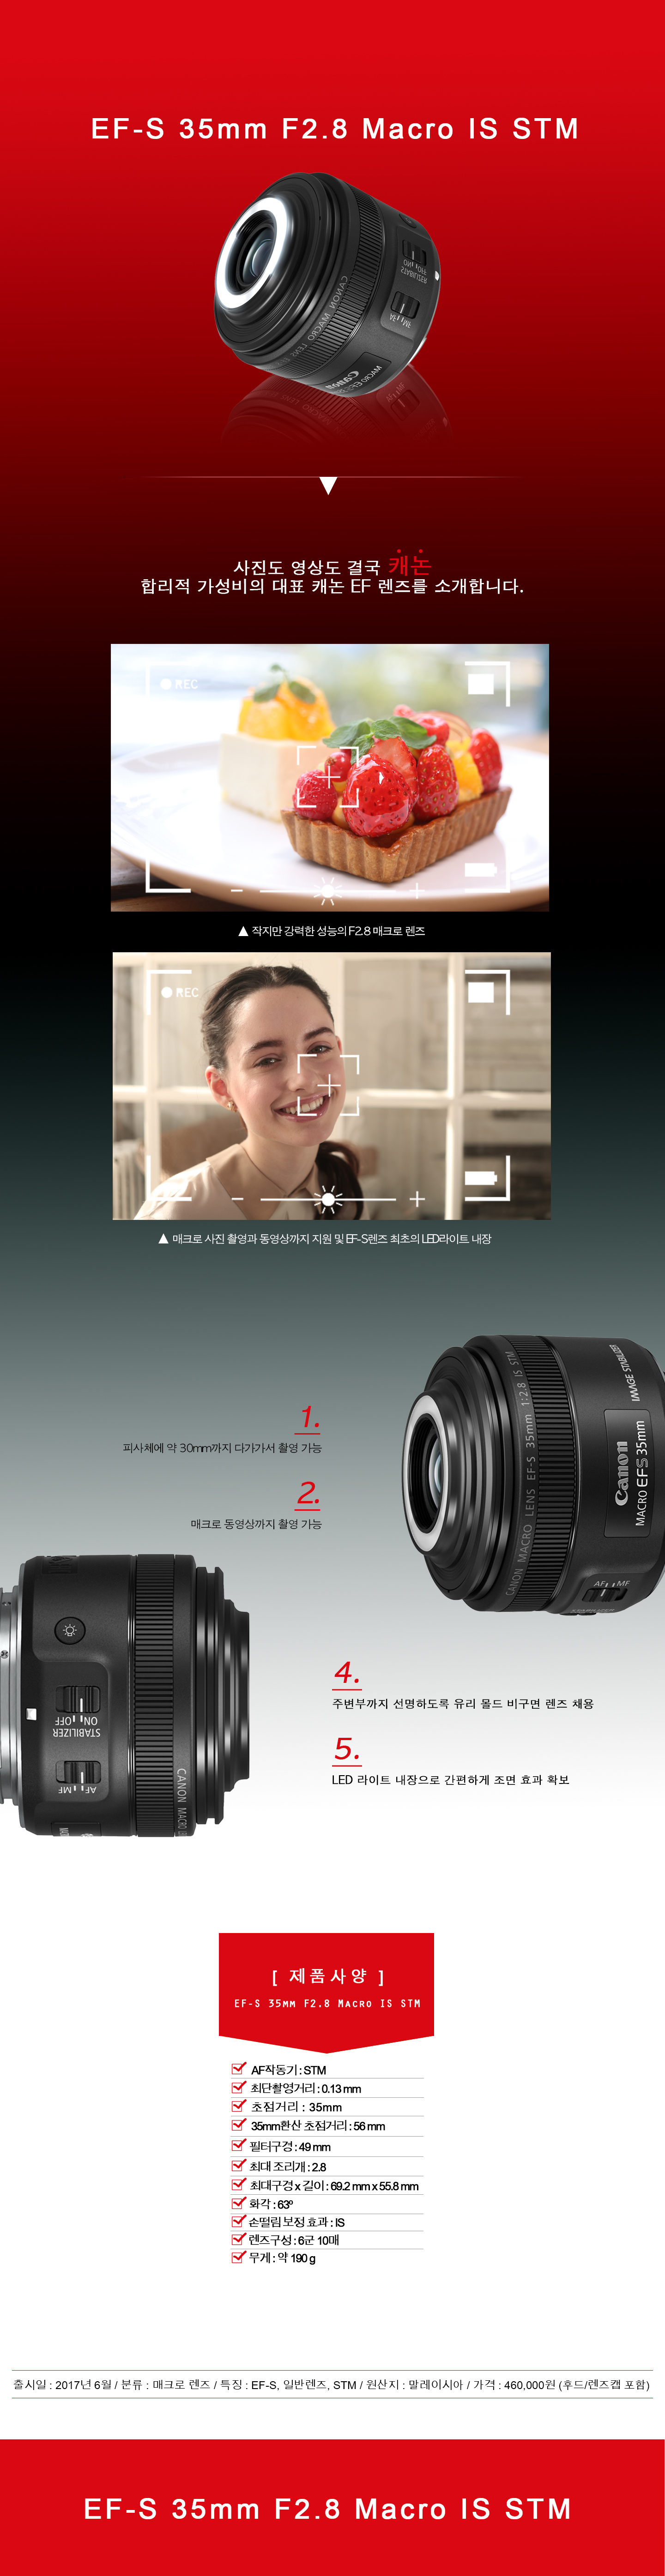 EF-S 35mm F2.8 Macro IS STM
CANON MACRO LENS
Canon
사진도 영상도 결국 캐논
합리적 가성비의 대표 캐논 EF 렌즈를 소개합니다.
REC
▲ 작지만 강력한 성능의 F2.8 매크로 렌즈
REC
▲ 매크로 사진 촬영과 동영상까지 지원 및 EF-S렌즈 최초의 LED라이트 내장
IMAGE STABILIZER
CANON MACRO LENS EF-S 35mm 1:2.8 IS STM
Canon
MACRO EFS 35mm
AF MF
1.
피사체에 약 30mm까지 다가가서 촬영 가능
2.
매크로 동영상까지 촬영 가능
ON OFF
STABILIZER
AF MF
CANON MACRO
4.
주변부까지 선명하도록 유리 몰드 비구면 렌즈 채용
5.
LED 라이트 내장으로 간편하게 조면 효과 확보
[ 제품사양 ]
EF-S 35mm F2.8 Macro IS STM
AF작동기 : STM
최단촬영거리 : 0.13 mm
초점거리 : 35mm
35mm환산 초점거리 : 56 mm
필터구경 : 49 mm
최대 조리개 : 2.8
최대구경 x 길이 : 69.2 mm x 55.8 mm
화각 : 63º
손떨림 보정 효과 : IS
렌즈구성 : 6군 10매
무게 : 약 190 g
출시일 : 2017년 6월 / 분류 : 매크로 렌즈 / 특징 : EF-S, 일반렌즈, STM / 원산지 : 말레이시아 / 가격 : 460,000원 (후드/렌즈캡 포함)
EF-S 35mm F2.8 Macro IS STM